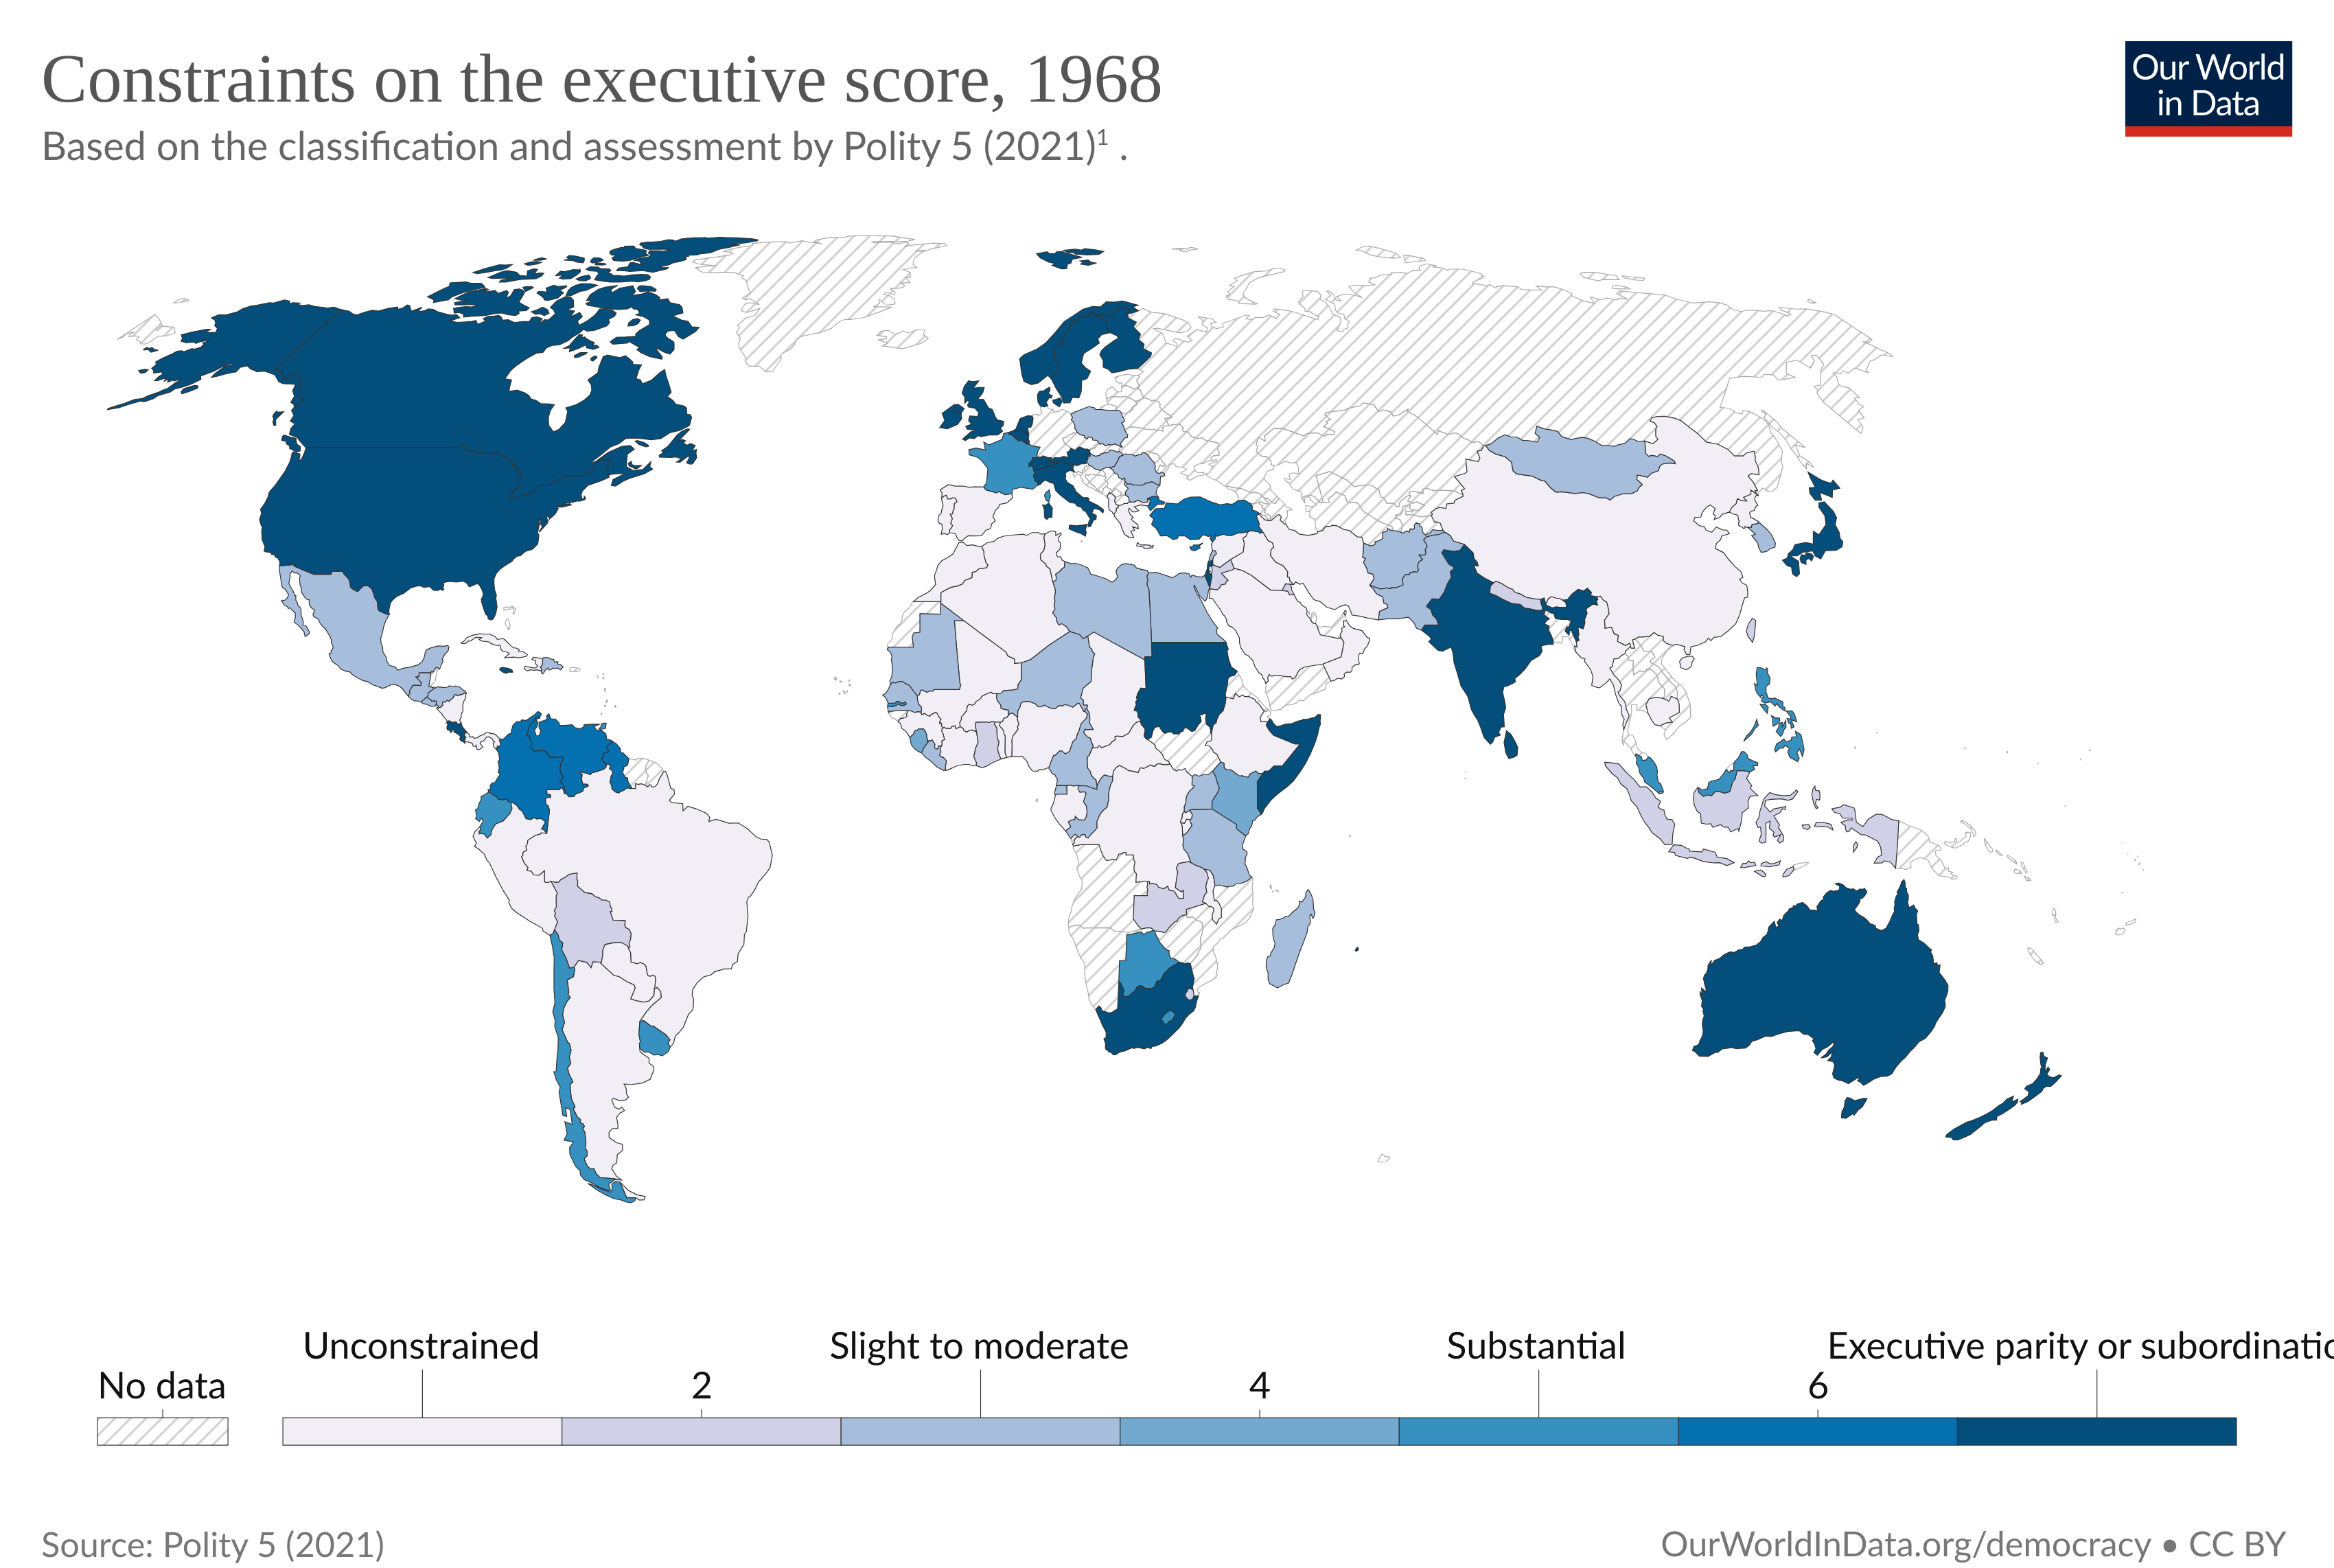 Constraints on the executive score, 1968
Based on the classification and assessment by Polity 5 (2021)¹ .
Our World
in Data
Unconstrained
Slight to moderate
Substantial
Executive parity or subordinatio
No data
2
4
6
Source: Polity 5 (2021)
OurWorldInData.org/democracy • CC BY